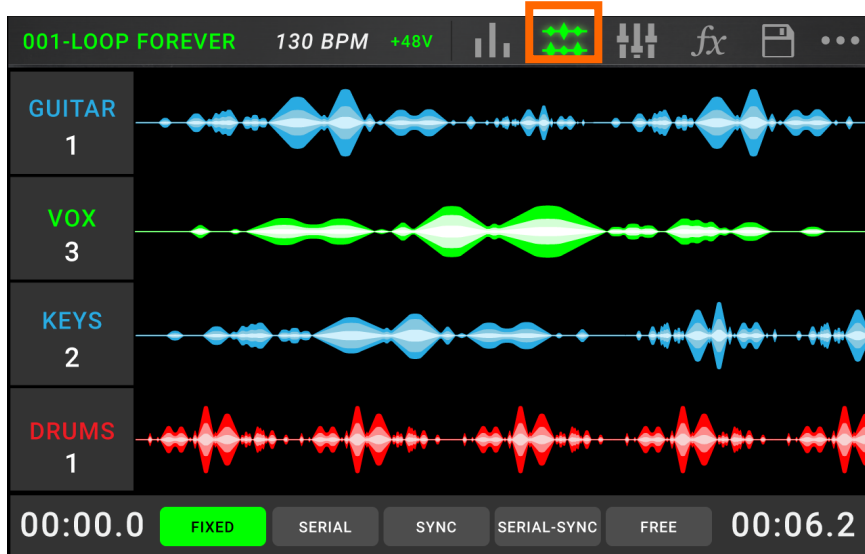 001-LOOP FOREVER 130 BPM +48V fx
GUITAR
1
VOX
3
KEYS
2
DRUMS
1
00:00.0 FIXED SERIAL SYNC SERIAL-SYNC FREE 00:06.2